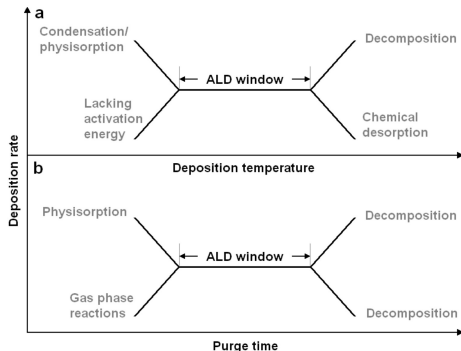 a
Condensation/
physisorption
Decomposition
ALD window
Lacking
activation
energy
Chemical
desorption
Deposition temperature
Deposition rate
b
Physisorption
Decomposition
ALD window
Gas phase
reactions
Decomposition
Purge time